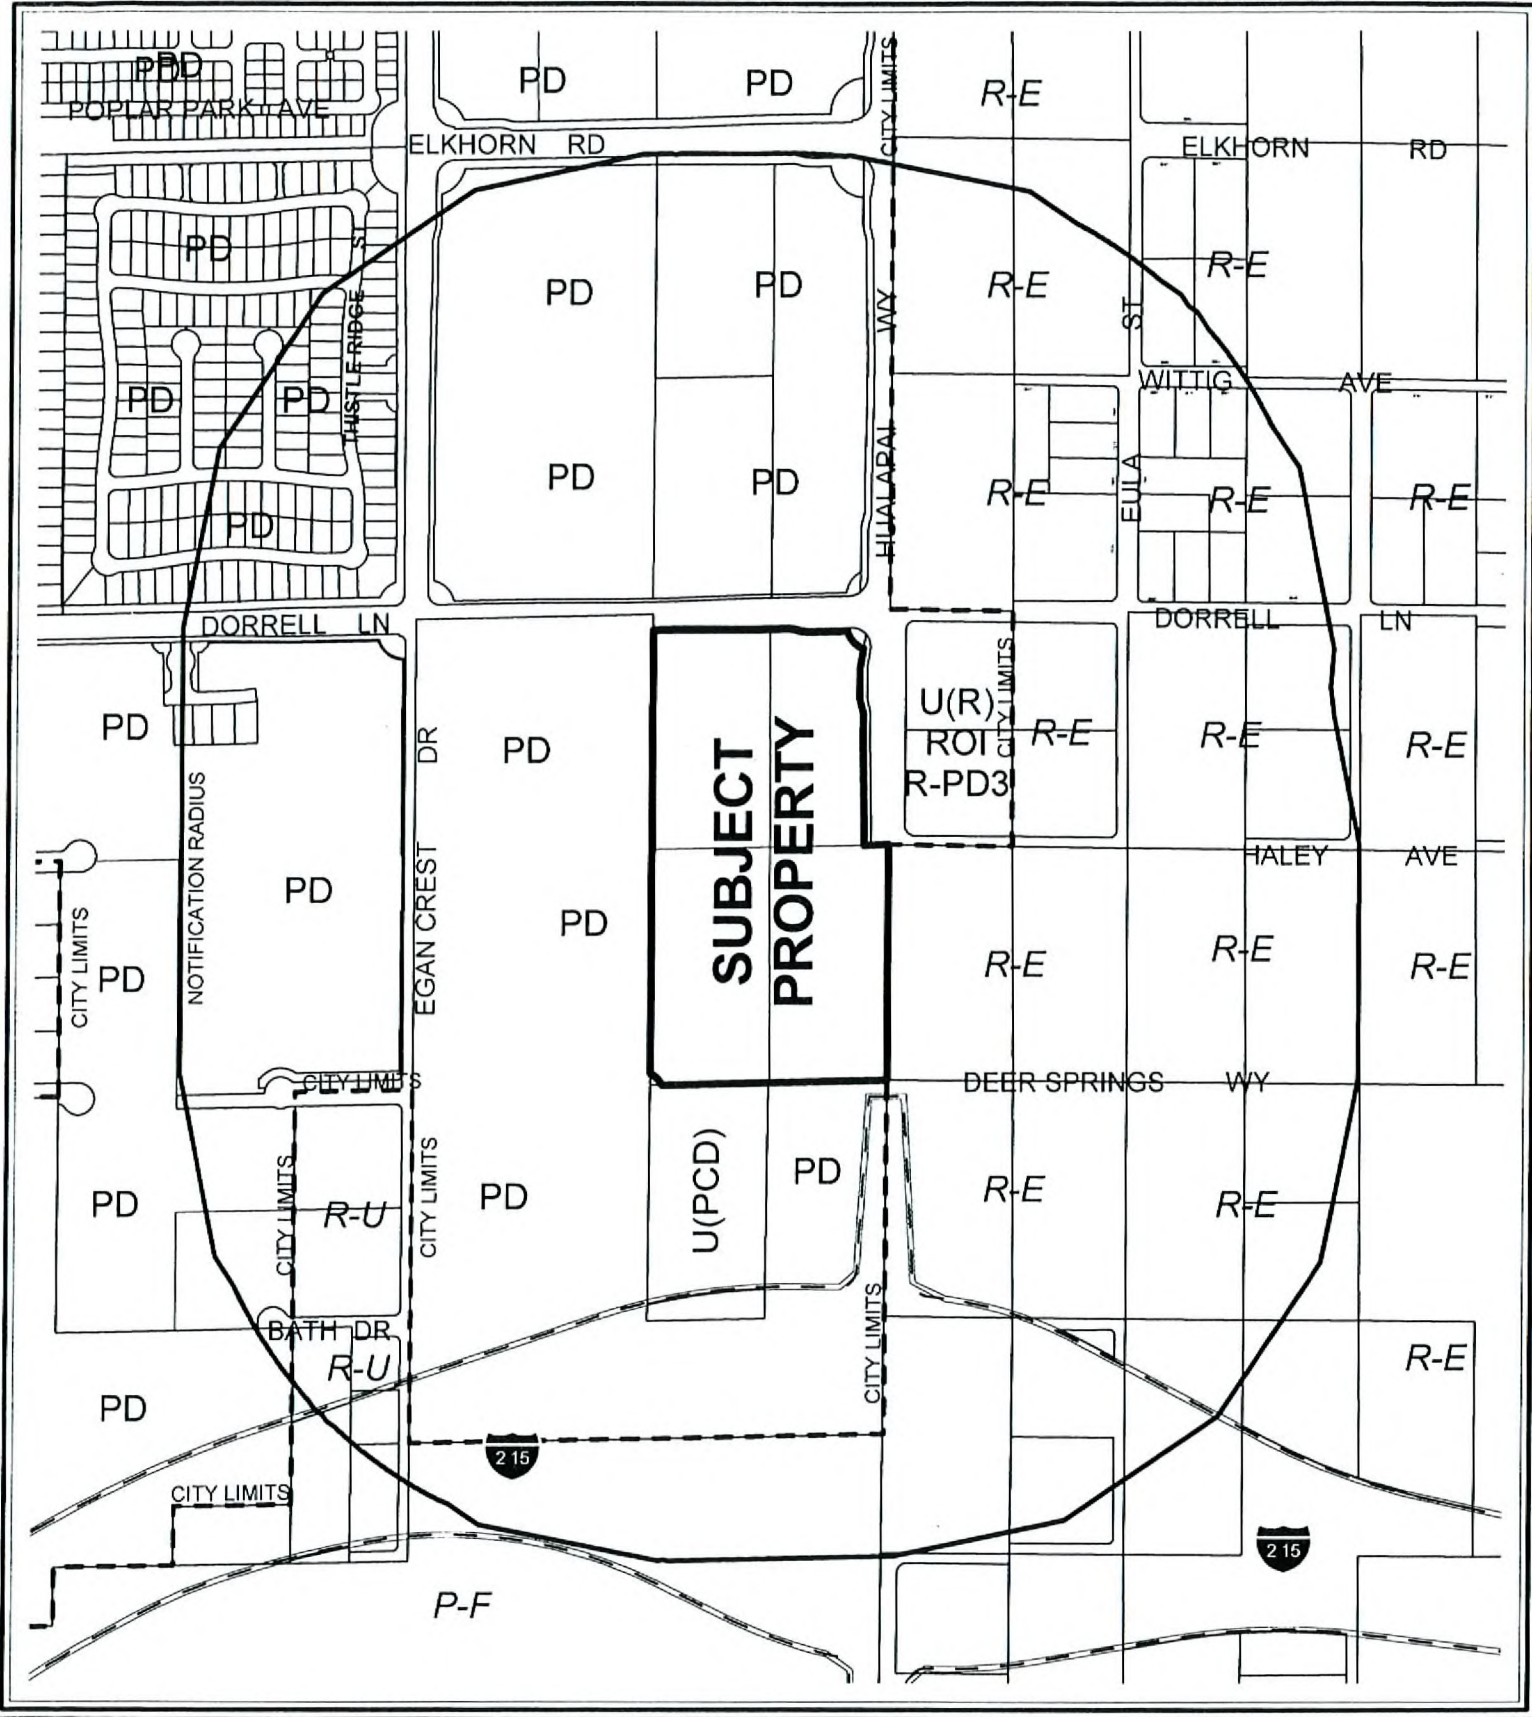 PD
PD
PD
PD
R-E
POPLAR PARK AVE
CITY LIMITS
ELKHORN RD
ELKHORN RD
PD
ST
PD
PD
R-E
R-E
THISTLE RIDGE
HUALAPAI WY
ST
WITTIG AVE
PD
PD
PD
PD
R-E
EULA
R-E
R-E
PD
DORRELL LN
DORRELL LN
PD
NOTIFICATION RADIUS
EGAN CREST DR
PD
SUBJECT
PROPERTY
U(R)
ROI
R-PD3
CITY LIMITS
R-E
R-E
R-E
HALEY AVE
CITY LIMITS
PD
PD
PD
R-E
R-E
R-E
CITY LIMITS
DEER SPRINGS WY
PD
CITY LIMITS
R-U
CITY LIMITS
PD
U(PCD)
PD
R-E
R-E
BATH DR
R-U
CITY LIMITS
R-E
PD
215
CITY LIMITS
215
P-F